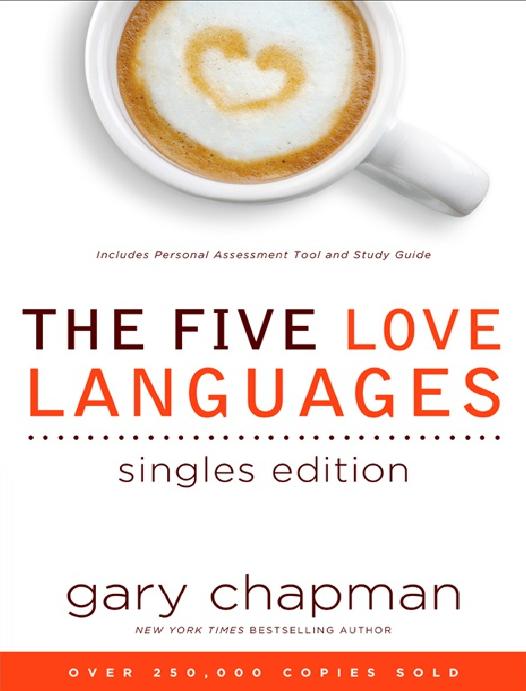 Includes Personal Assessment Tool and Study Guide
THE FIVE LOVE
LANGUAGES
singles edition
gary chapman
NEW YORK TIMES BESTSELLING AUTHOR
OVER 250,000 COPIES SOLD